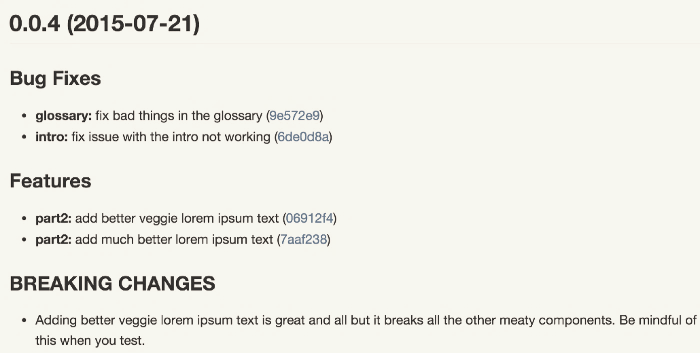 0.0.4 (2015-07-21)
Bug Fixes
• glossary: fix bad things in the glossary (9e572e9)
• intro: fix issue with the intro not working (6de0d8a)
Features
• part2: add better veggie lorem ipsum text (06912f4)
• part2: add much better lorem ipsum text (7aaf238)
BREAKING CHANGES
• Adding better veggie lorem ipsum text is great and all but it breaks all the other meaty components. Be mindful of
this when you test.